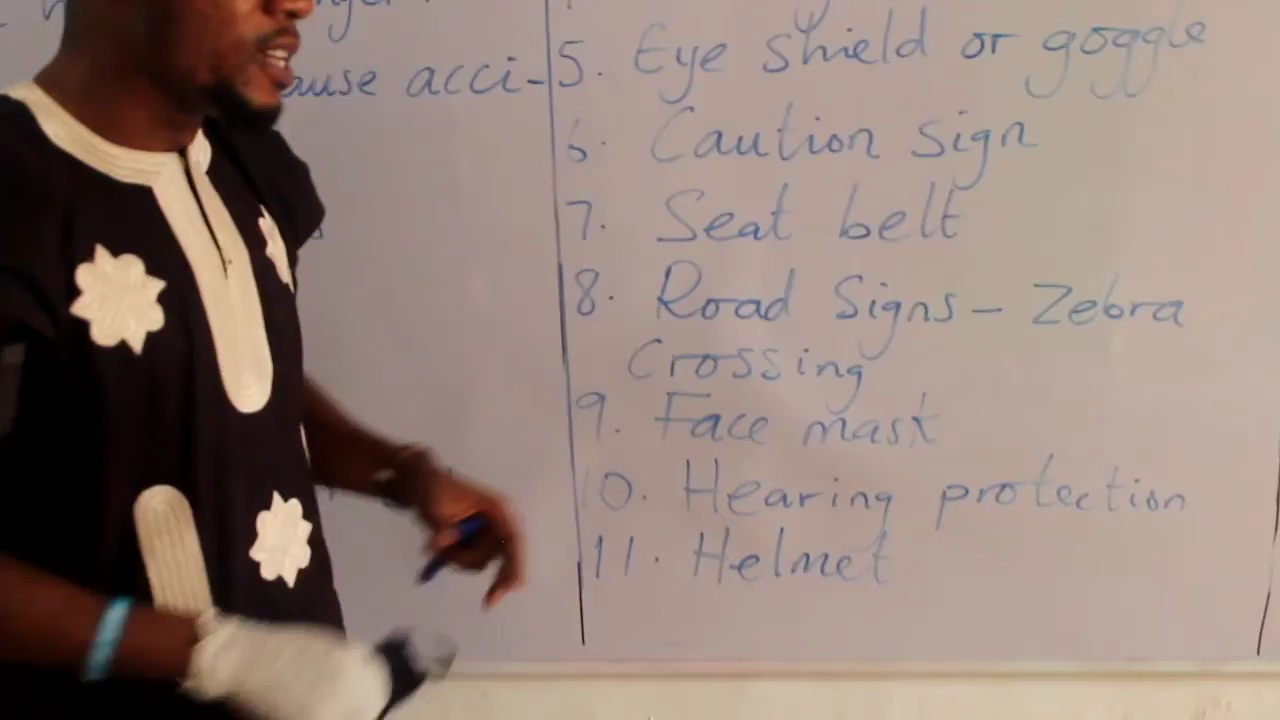 ause acci-
5. Eye shield or goggle
6. Caution sign
7. Seat belt
8. Road Signs - Zebra
Crossing
9. Face mask
10. Hearing protection
11. Helmet